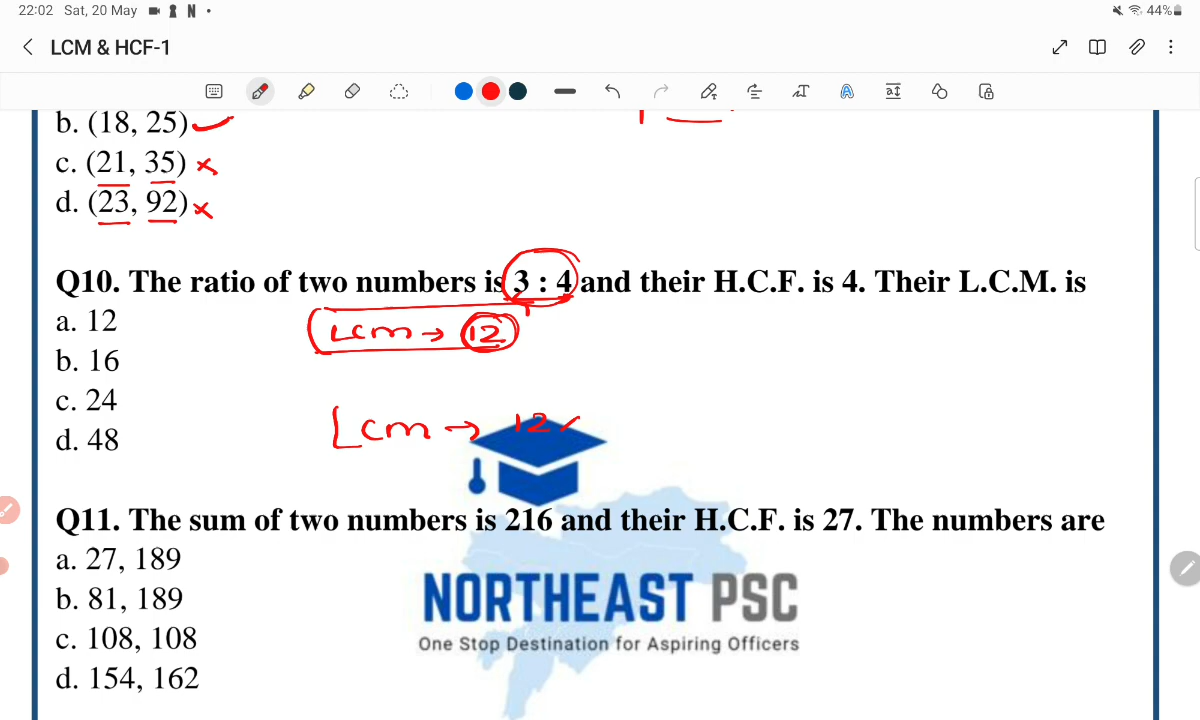 22:02 Sat, 20 May N • 44%
LCM & HCF-1
b. (18, 25)
c. (21, 35) ×
d. (23, 92) ×
Q10. The ratio of two numbers is 3 : 4 and their H.C.F. is 4. Their L.C.M. is
a. 12
Lcm → 12
b. 16
c. 24
Lcm → 12
d. 48
Q11. The sum of two numbers is 216 and their H.C.F. is 27. The numbers are
a. 27, 189
b. 81, 189
c. 108, 108
d. 154, 162
NORTHEAST PSC
One Stop Destination for Aspiring Officers